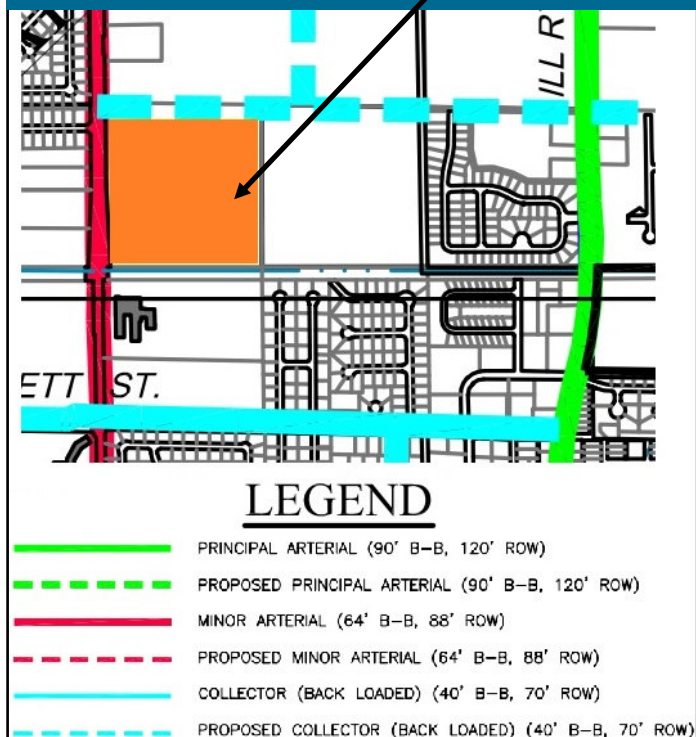 ILL R
ETT ST.
LEGEND
PRINCIPAL ARTERIAL (90' B-B, 120' ROW)
PROPOSED PRINCIPAL ARTERIAL (90' B-B, 120' ROW)
MINOR ARTERIAL (64' B-B, 88' ROW)
PROPOSED MINOR ARTERIAL (64' B-B, 88' ROW)
COLLECTOR (BACK LOADED) (40' B-B, 70' ROW)
PROPOSED COLLECTOR (BACK LOADED) (40' B-B, 70' ROW)